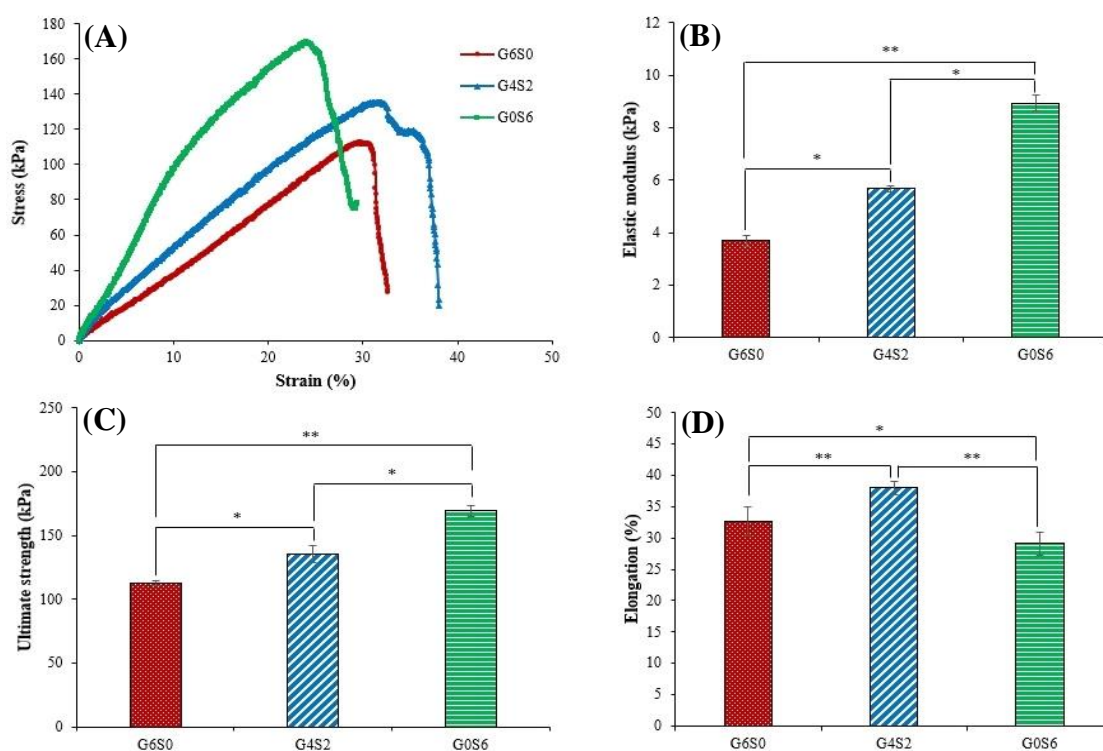 (A)
180
160
140
120
100
80
60
40
20
0
Stress (kPa)
G6S0
G4S2
G0S6
0 10 20 30 40 50
Strain (%)
(B)
12
10
8
6
4
2
0
Elastic modulus (kPa)
**
*
*
G6S0 G4S2 G0S6
(C)
250
200
150
100
50
0
Ultimate strength (kPa)
**
*
*
G6S0 G4S2 G0S6
(D)
50
45
40
35
30
25
20
15
10
5
0
Elongation (%)
*
** **
G6S0 G4S2 G0S6